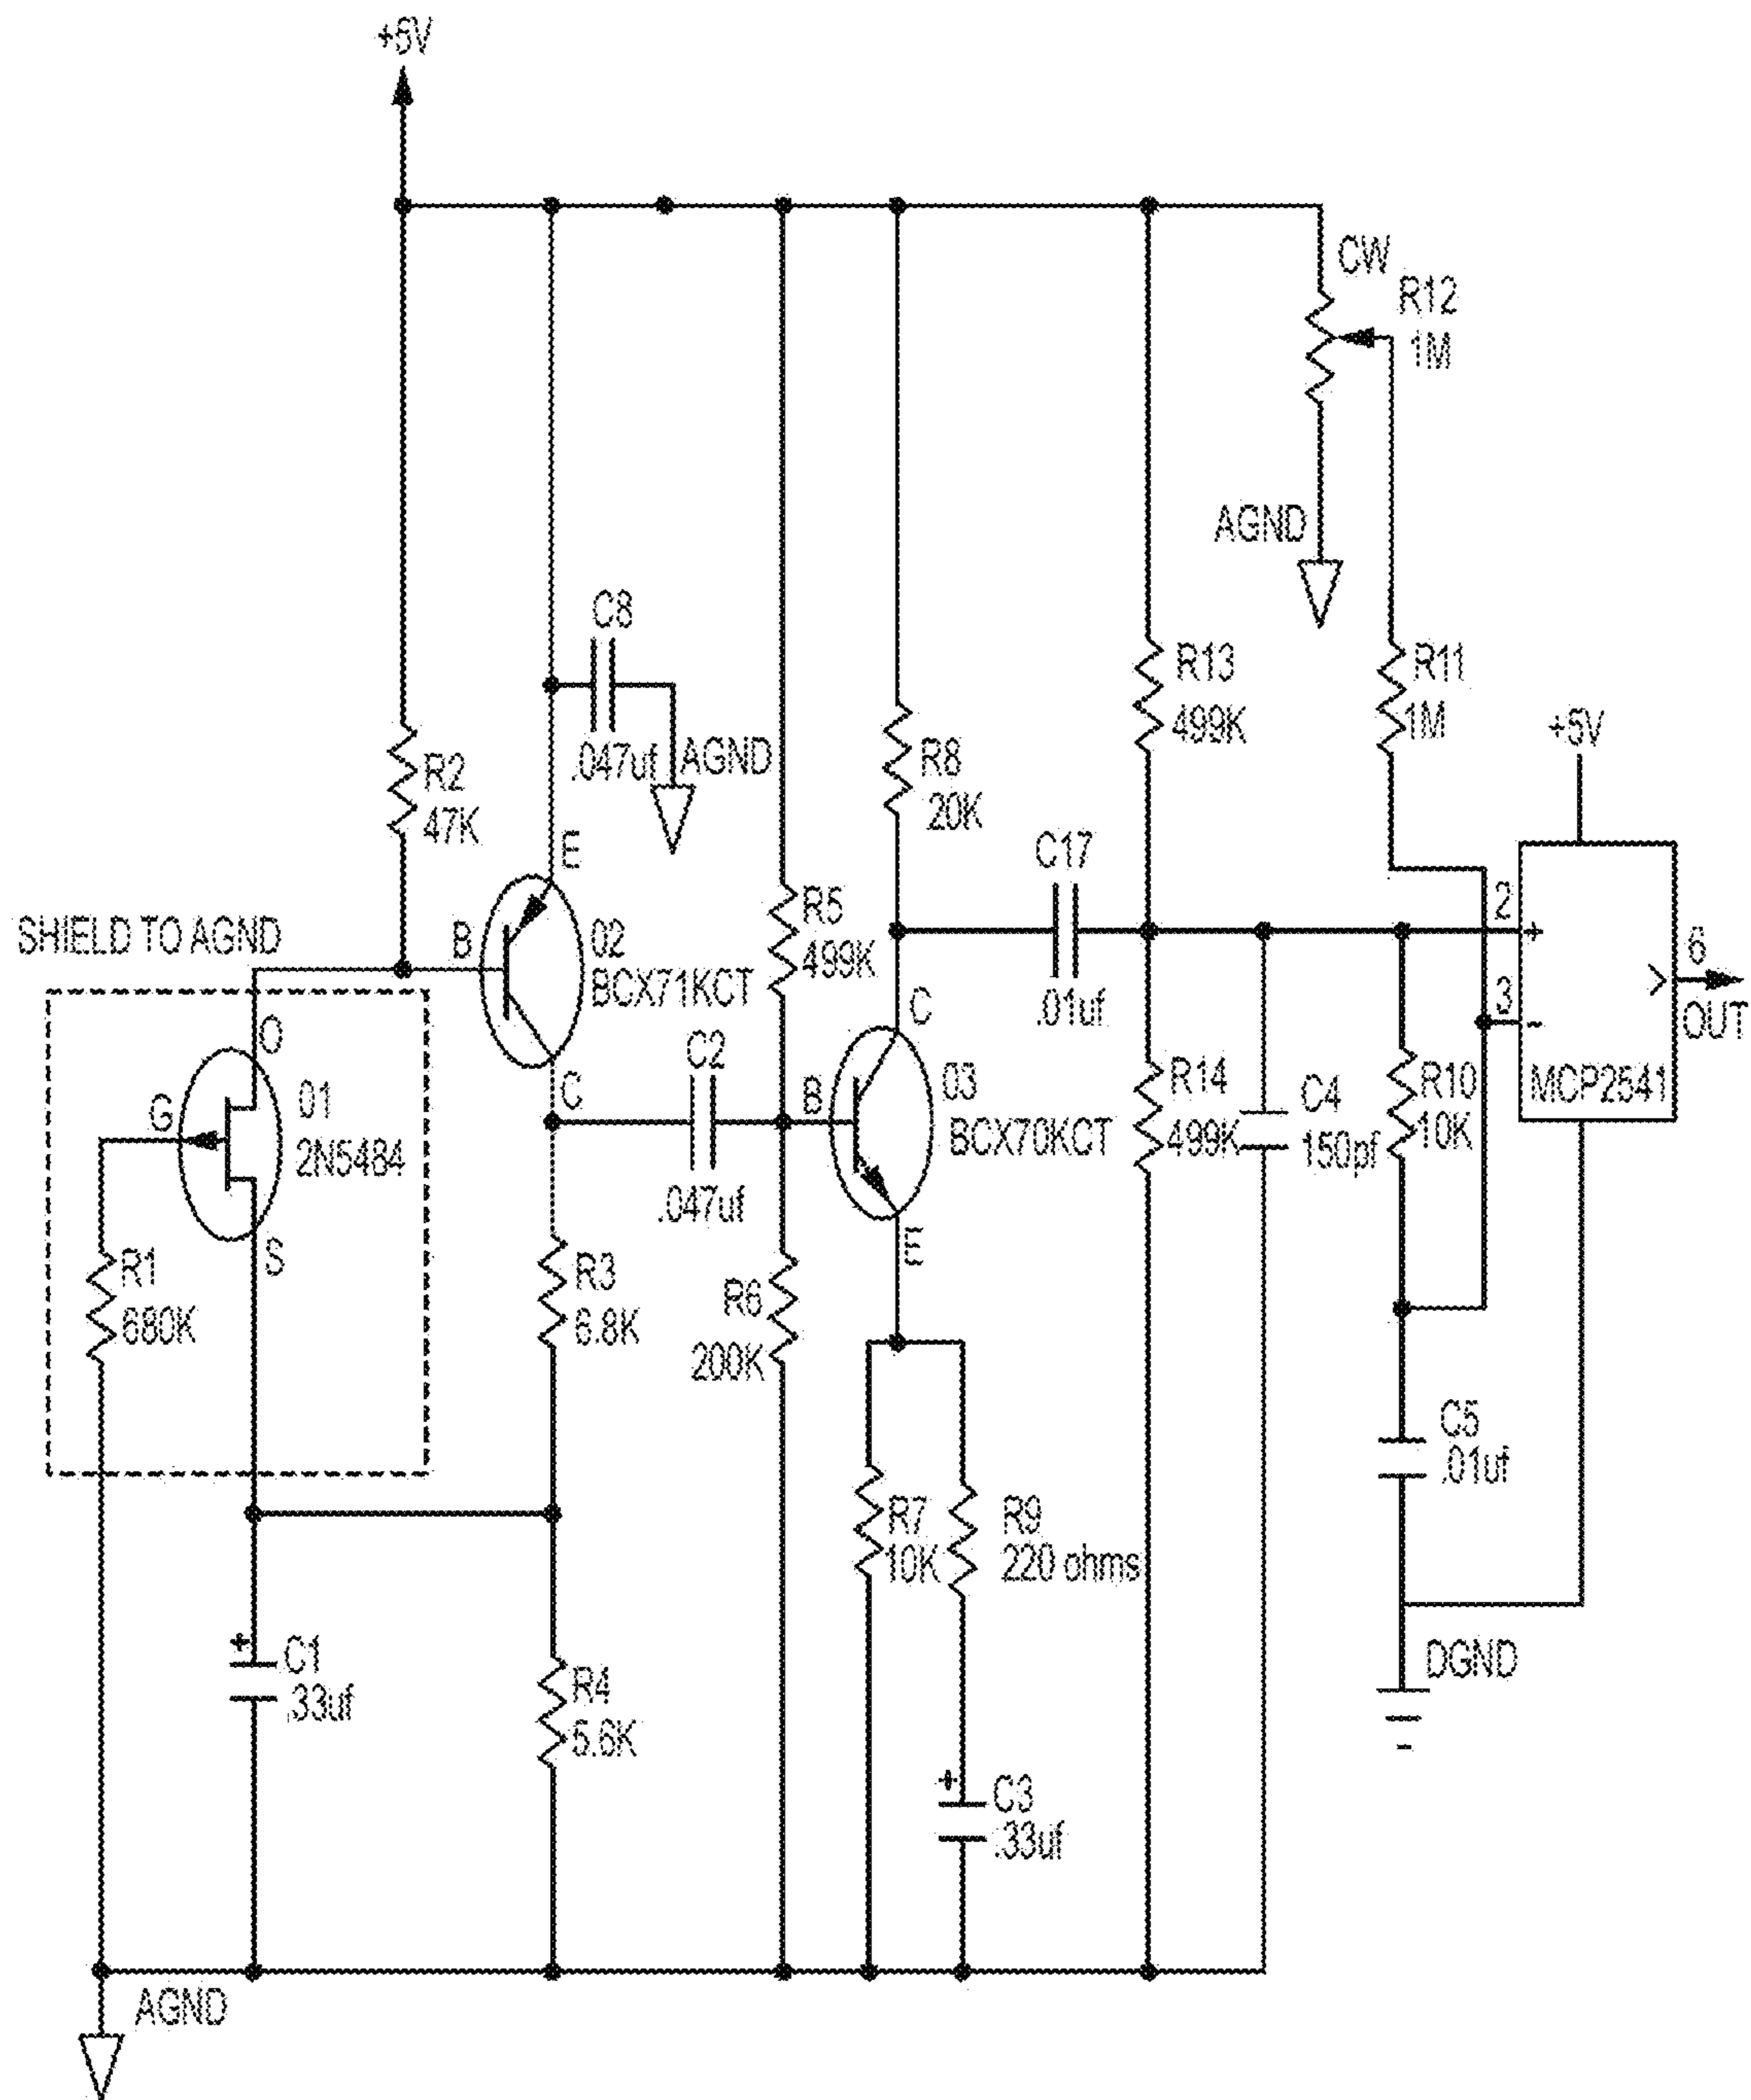 +5V
CW
R12
1M
AGND
C8
.047uf
AGND
R2
47K
R8
20K
R13
499K
R11
1M
+5V
SHIELD TO AGND
B
E
02
BCX71KCT
C
R5
499K
C17
.01uf
2
+
3
-
6
OUT
MCP2541
O
G
01
2N5484
S
C2
.047uf
B
C
03
BCX70KCT
E
R14
499K
C4
150pf
R10
10K
R1
680K
R3
6.8K
R6
200K
C5
.01uf
R7
10K
R9
220 ohms
DGND
+
C1
.33uf
R4
5.6K
+
C3
.33uf
AGND